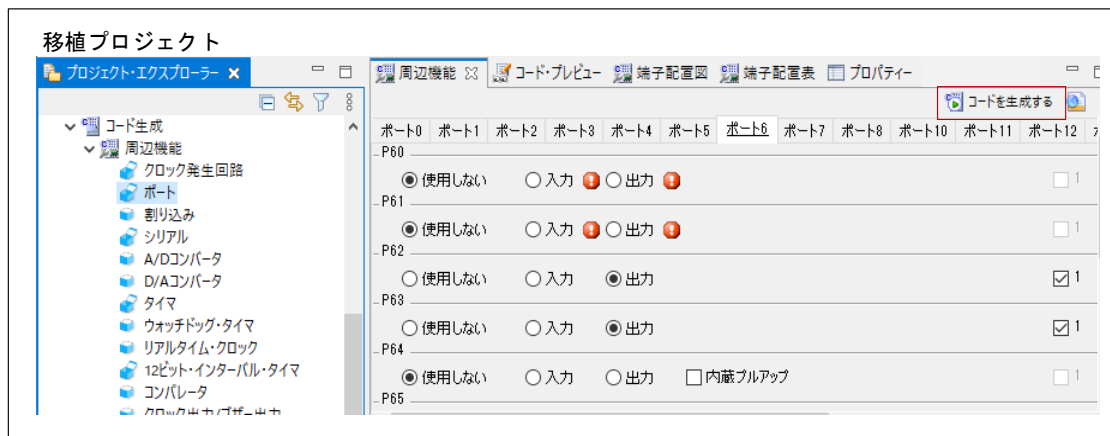 移植プロジェクト
プロジェクト・エクスプローラー
周辺機能 コード・プレビュー 端子配置図 端子配置表 プロパティー
コードを生成する
コード生成
周辺機能
クロック発生回路
ポート
割り込み
シリアル
A/Dコンバータ
D/Aコンバータ
タイマ
ウォッチドッグ・タイマ
リアルタイム・クロック
12ビット・インターバル・タイマ
コンパレータ
クロック出力/ブザー出力
ポート0 ポート1 ポート2 ポート3 ポート4 ポート5 ポート6 ポート7 ポート8 ポート10 ポート11 ポート12
P60
使用しない 入力 出力 1
P61
使用しない 入力 出力 1
P62
使用しない 入力 出力 1
P63
使用しない 入力 出力 1
P64
使用しない 入力 出力 内蔵プルアップ 1
P65